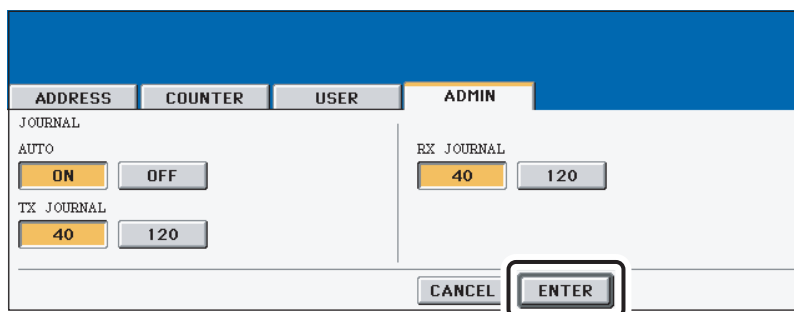 ADDRESS COUNTER USER ADMIN
JOURNAL
AUTO
ON OFF
TX JOURNAL
40 120
RX JOURNAL
40 120
CANCEL ENTER